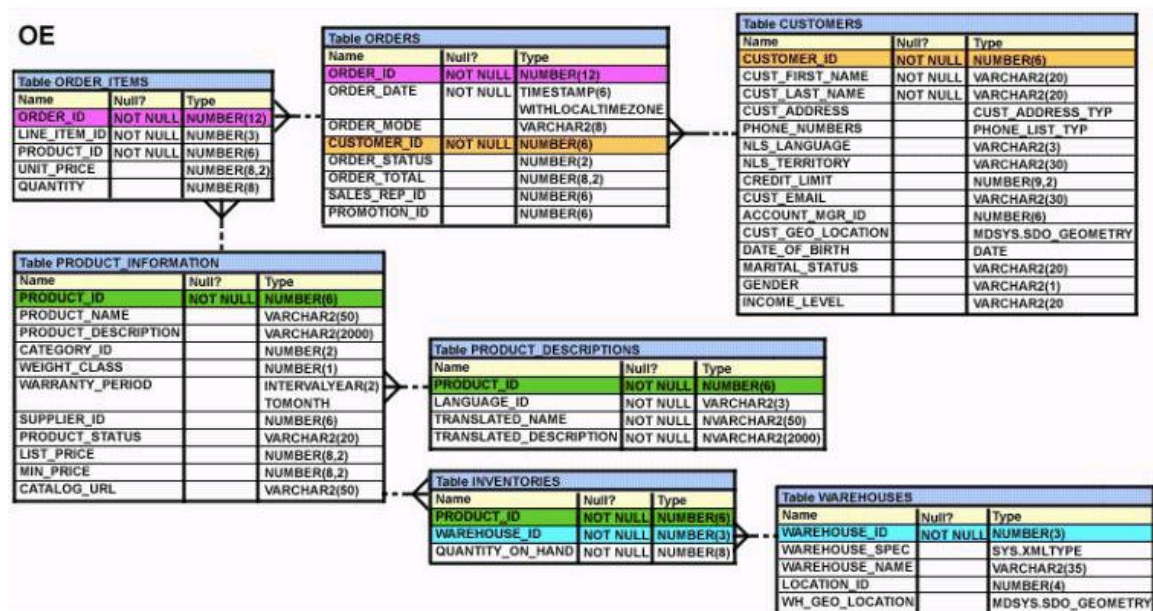 OE
Table ORDER_ITEMS
Name Null? Type
ORDER_ID NOT NULL NUMBER(12)
LINE_ITEM_ID NOT NULL NUMBER(3)
PRODUCT_ID NOT NULL NUMBER(6)
UNIT_PRICE NUMBER(8,2)
QUANTITY NUMBER(8)
Table ORDERS
Name Null? Type
ORDER_ID NOT NULL NUMBER(12)
ORDER_DATE NOT NULL TIMESTAMP(6)
WITHLOCALTIMEZONE
ORDER_MODE VARCHAR2(8)
CUSTOMER_ID NOT NULL NUMBER(6)
ORDER_STATUS NUMBER(2)
ORDER_TOTAL NUMBER(8,2)
SALES_REP_ID NUMBER(6)
PROMOTION_ID NUMBER(6)
Table CUSTOMERS
Name Null? Type
CUSTOMER_ID NOT NULL NUMBER(6)
CUST_FIRST_NAME NOT NULL VARCHAR2(20)
CUST_LAST_NAME NOT NULL VARCHAR2(20)
CUST_ADDRESS CUST_ADDRESS_TYP
PHONE_NUMBERS PHONE_LIST_TYP
NLS_LANGUAGE VARCHAR2(3)
NLS_TERRITORY VARCHAR2(30)
CREDIT_LIMIT NUMBER(9,2)
CUST_EMAIL VARCHAR2(30)
ACCOUNT_MGR_ID NUMBER(6)
CUST_GEO_LOCATION MDSYS.SDO_GEOMETRY
DATE_OF_BIRTH DATE
MARITAL_STATUS VARCHAR2(20)
GENDER VARCHAR2(1)
INCOME_LEVEL VARCHAR2(20
Table PRODUCT_INFORMATION
Name Null? Type
PRODUCT_ID NOT NULL NUMBER(6)
PRODUCT_NAME VARCHAR2(50)
PRODUCT_DESCRIPTION VARCHAR2(2000)
CATEGORY_ID NUMBER(2)
WEIGHT_CLASS NUMBER(1)
WARRANTY_PERIOD INTERVALYEAR(2)
TOMONTH
SUPPLIER_ID NUMBER(6)
PRODUCT_STATUS VARCHAR2(20)
LIST_PRICE NUMBER(8,2)
MIN_PRICE NUMBER(8,2)
CATALOG_URL VARCHAR2(50)
Table PRODUCT_DESCRIPTIONS
Name Null? Type
PRODUCT_ID NOT NULL NUMBER(6)
LANGUAGE_ID NOT NULL VARCHAR2(3)
TRANSLATED_NAME NOT NULL NVARCHAR2(50)
TRANSLATED_DESCRIPTION NOT NULL NVARCHAR2(2000)
Table INVENTORIES
Name Null? Type
PRODUCT_ID NOT NULL NUMBER(6)
WAREHOUSE_ID NOT NULL NUMBER(3)
QUANTITY_ON_HAND NOT NULL NUMBER(8)
Table WAREHOUSES
Name Null? Type
WAREHOUSE_ID NOT NULL NUMBER(3)
WAREHOUSE_SPEC SYS.XMLTYPE
WAREHOUSE_NAME VARCHAR2(35)
LOCATION_ID NUMBER(4)
WH_GEO_LOCATION MDSYS.SDO_GEOMETRY